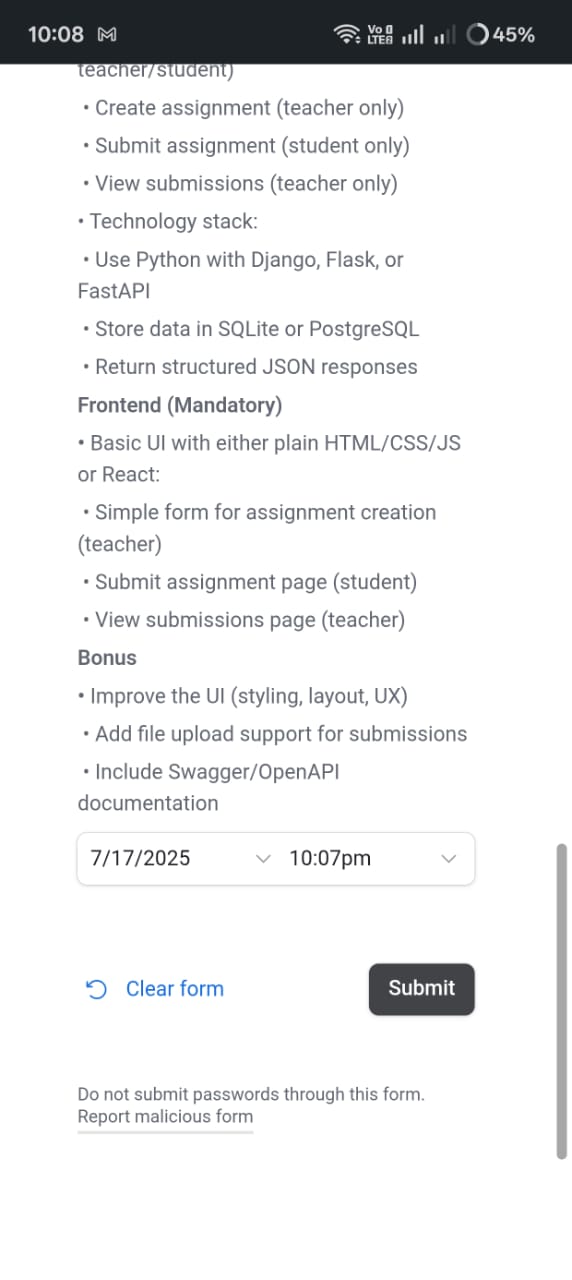 10:08 M Vo LTE 45%
teacher/student)
• Create assignment (teacher only)
• Submit assignment (student only)
• View submissions (teacher only)
• Technology stack:
• Use Python with Django, Flask, or
FastAPI
• Store data in SQLite or PostgreSQL
• Return structured JSON responses
Frontend (Mandatory)
• Basic UI with either plain HTML/CSS/JS
or React:
• Simple form for assignment creation
(teacher)
• Submit assignment page (student)
• View submissions page (teacher)
Bonus
• Improve the UI (styling, layout, UX)
• Add file upload support for submissions
• Include Swagger/OpenAPI
documentation
7/17/2025 10:07pm
Clear form Submit
Do not submit passwords through this form.
Report malicious form